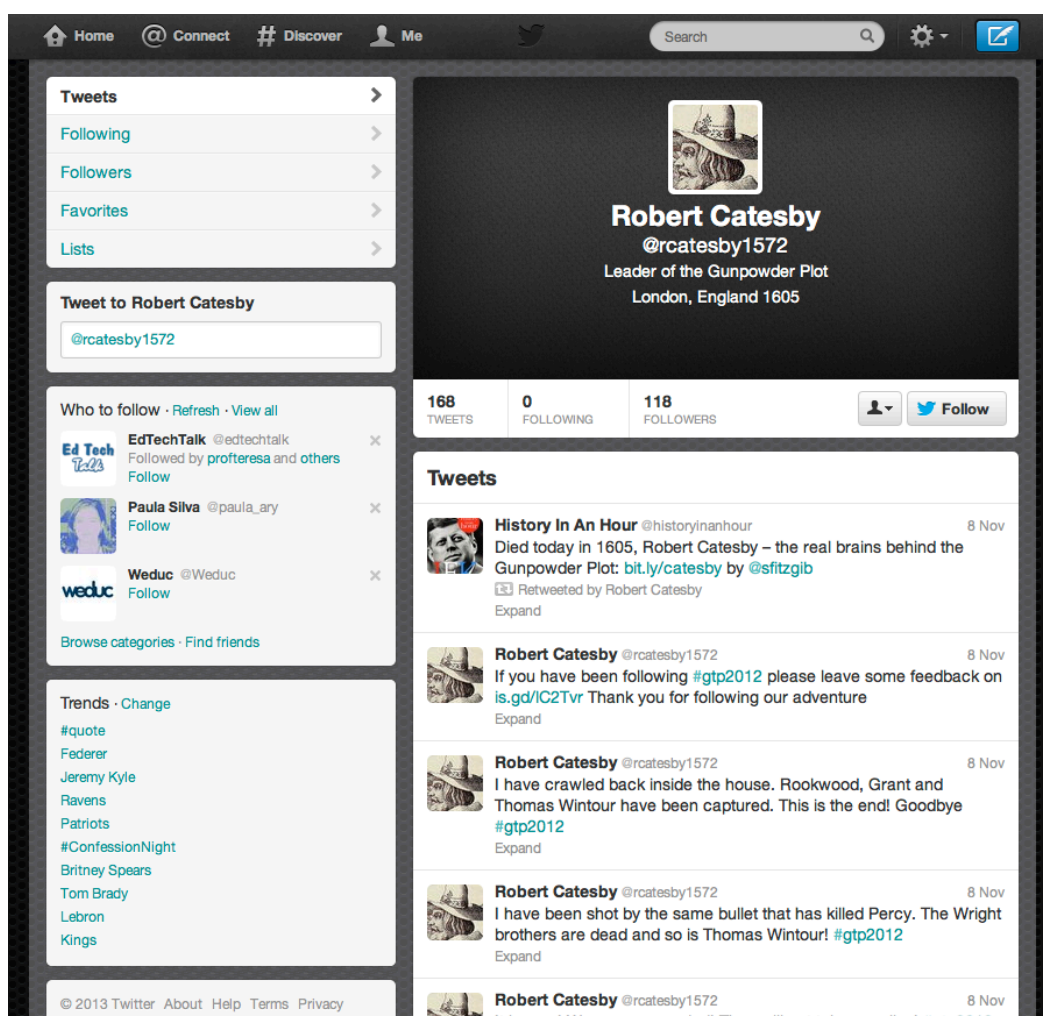 Home Connect Discover Me Search
Tweets
Following
Followers
Favorites
Lists
Tweet to Robert Catesby
@rcatesby1572
Who to follow · Refresh · View all
Ed Tech Talk
EdTechTalk @edtechtalk
Followed by profteresa and others
Follow
Paula Silva @paula_ary
Follow
weduc
Weduc @Weduc
Follow
Browse categories · Find friends
Trends · Change
#quote
Federer
Jeremy Kyle
Ravens
Patriots
#ConfessionNight
Britney Spears
Tom Brady
Lebron
Kings
© 2013 Twitter About Help Terms Privacy
Robert Catesby
@rcatesby1572
Leader of the Gunpowder Plot
London, England 1605
168 0 118
TWEETS FOLLOWING FOLLOWERS
Follow
Tweets
History In An Hour @historyinanhour 8 Nov
Died today in 1605, Robert Catesby – the real brains behind the
Gunpowder Plot: bit.ly/catesby by @sfitzgib
Retweeted by Robert Catesby
Expand
Robert Catesby @rcatesby1572 8 Nov
If you have been following #gtp2012 please leave some feedback on
is.gd/lC2Tvr Thank you for following our adventure
Expand
Robert Catesby @rcatesby1572 8 Nov
I have crawled back inside the house. Rookwood, Grant and
Thomas Wintour have been captured. This is the end! Goodbye
#gtp2012
Expand
Robert Catesby @rcatesby1572 8 Nov
I have been shot by the same bullet that has killed Percy. The Wright
brothers are dead and so is Thomas Wintour! #gtp2012
Expand
Robert Catesby @rcatesby1572 8 Nov